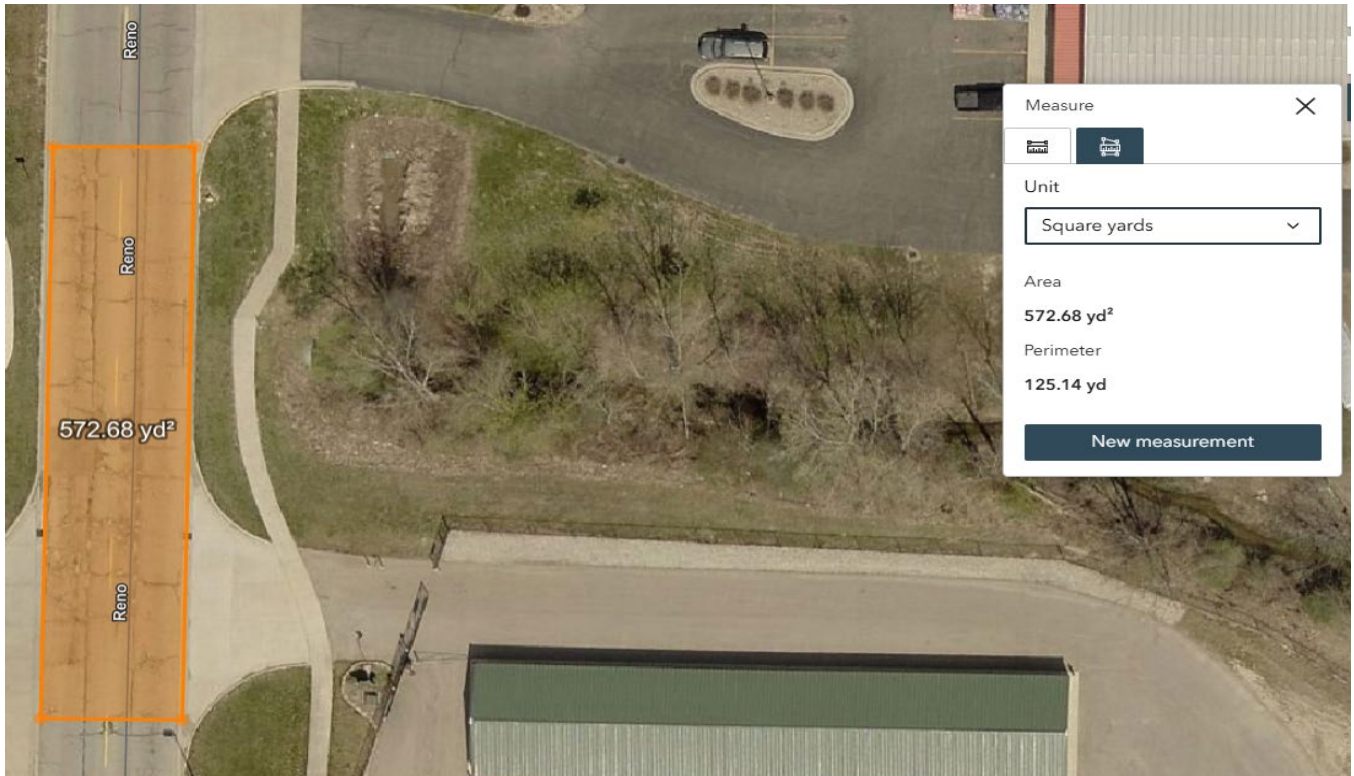 Reno
Reno
572.68 yd²
Reno
Measure
Unit
Square yards
Area
572.68 yd²
Perimeter
125.14 yd
New measurement